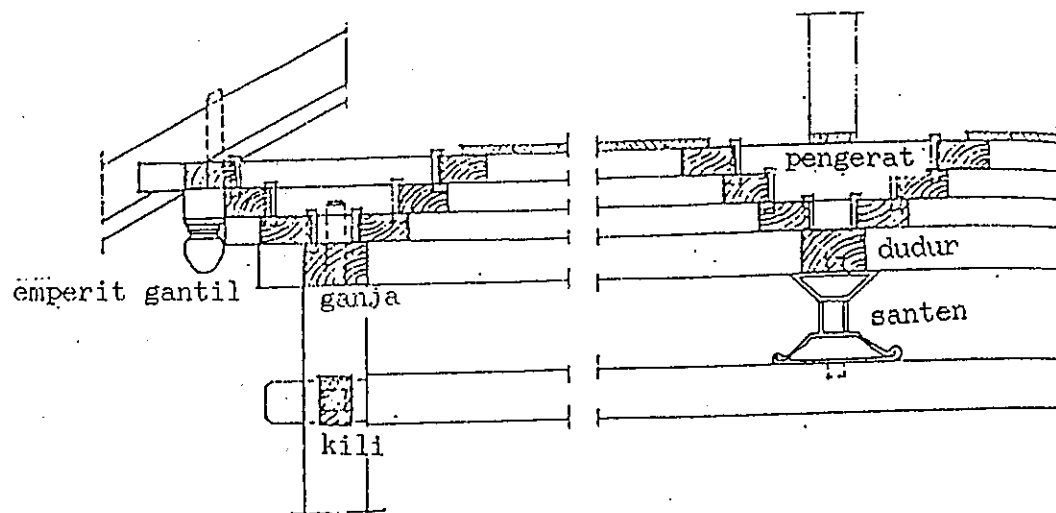 pengerat
dudur
emperit gantil
ganja
santen
kili